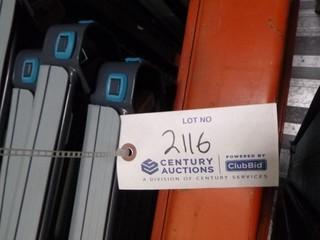 LOT NO
2116
CENTURY AUCTIONS
POWERED BY
ClubBid
A DIVISION OF CENTURY SERVICES